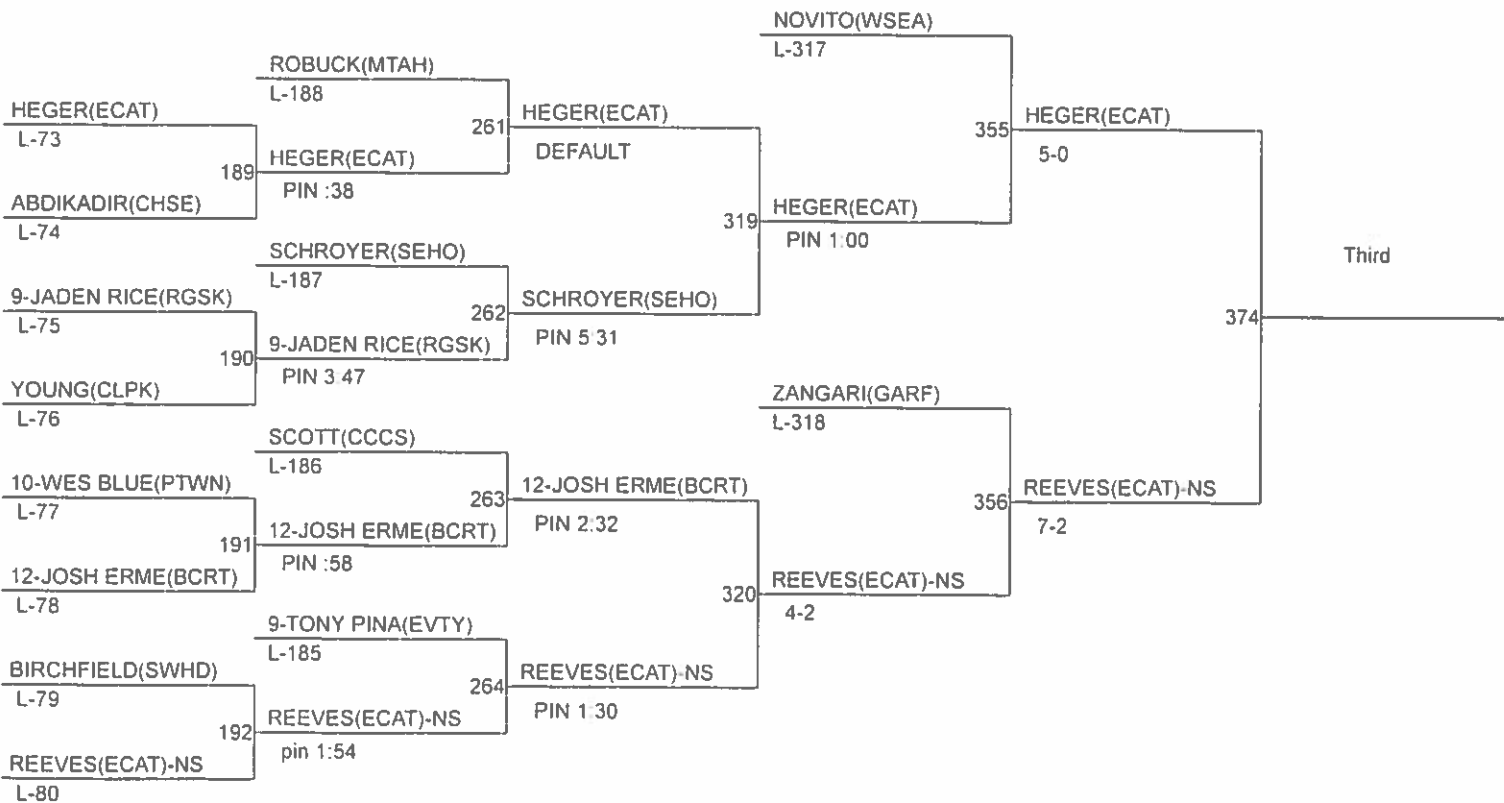 NOVITO(WSEA)
L-317
ROBUCK(MTAH)
L-188
HEGER(ECAT)
L-73
261
HEGER(ECAT)
DEFAULT
355
HEGER(ECAT)
5-0
189
HEGER(ECAT)
PIN :38
ABDIKADIR(CHSE)
L-74
319
HEGER(ECAT)
PIN 1:00
SCHROYER(SEHO)
L-187
Third
9-JADEN RICE(RGSK)
L-75
262
SCHROYER(SEHO)
PIN 5:31
374
190
9-JADEN RICE(RGSK)
PIN 3:47
YOUNG(CLPK)
L-76
ZANGARI(GARF)
L-318
SCOTT(CCCS)
L-186
10-WES BLUE(PTWN)
L-77
263
12-JOSH ERME(BCRT)
PIN 2:32
356
REEVES(ECAT)-NS
7-2
191
12-JOSH ERME(BCRT)
PIN :58
12-JOSH ERME(BCRT)
L-78
320
REEVES(ECAT)-NS
4-2
9-TONY PINA(EVTY)
L-185
BIRCHFIELD(SWHD)
L-79
264
REEVES(ECAT)-NS
PIN 1:30
192
REEVES(ECAT)-NS
pin 1:54
REEVES(ECAT)-NS
L-80